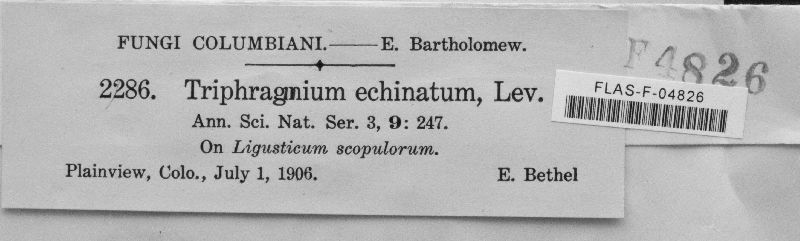 FUNGI COLUMBIANI.——E. Bartholomew.
2286. Triphragmium echinatum, Lev.
Ann. Sci. Nat. Ser. 3, 9: 247.
On Ligusticum scopulorum.
Plainview, Colo., July 1, 1906. E. Bethel
F4826
FLAS-F-04826